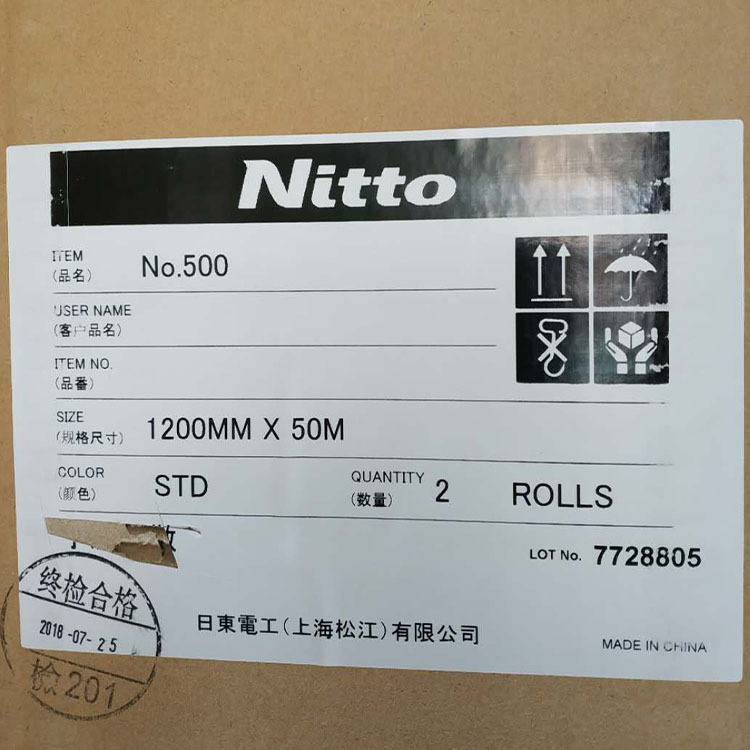 Nitto
ITEM
(品名)
No.500
USER NAME
(客户品名)
ITEM NO.
(品番)
SIZE
(规格尺寸)
1200MM X 50M
COLOR
(颜色)
STD
QUANTITY
(数量)
2
ROLLS
数
LOT No. 7728805
终检合格
2018-07-25
检201
日東電工(上海松江)有限公司
MADE IN CHINA